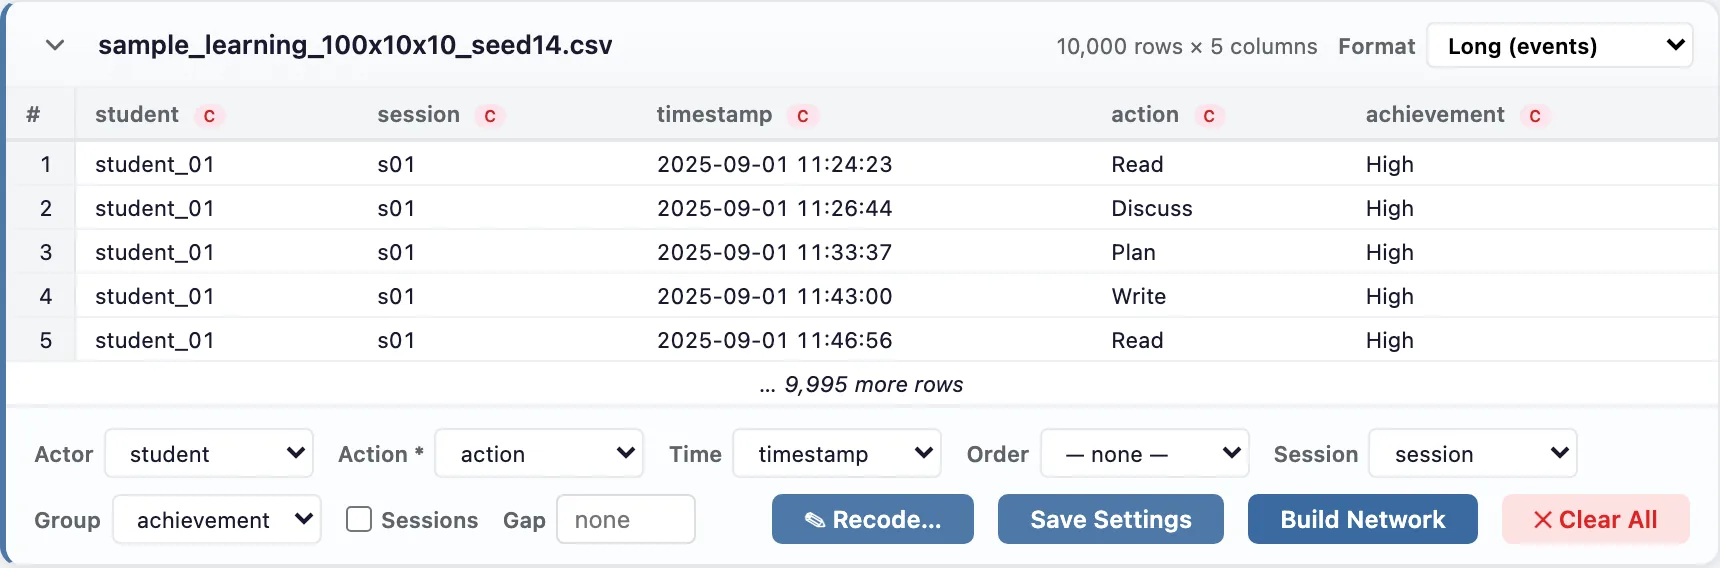 sample_learning_100x10x10_seed14.csv 10,000 rows × 5 columns Format Long (events)
# student C session C timestamp C action C achievement C
1 student_01 s01 2025-09-01 11:24:23 Read High
2 student_01 s01 2025-09-01 11:26:44 Discuss High
3 student_01 s01 2025-09-01 11:33:37 Plan High
4 student_01 s01 2025-09-01 11:43:00 Write High
5 student_01 s01 2025-09-01 11:46:56 Read High
... 9,995 more rows
Actor student Action * action Time timestamp Order — none — Session session
Group achievement Sessions Gap none ✎ Recode... Save Settings Build Network ✕ Clear All